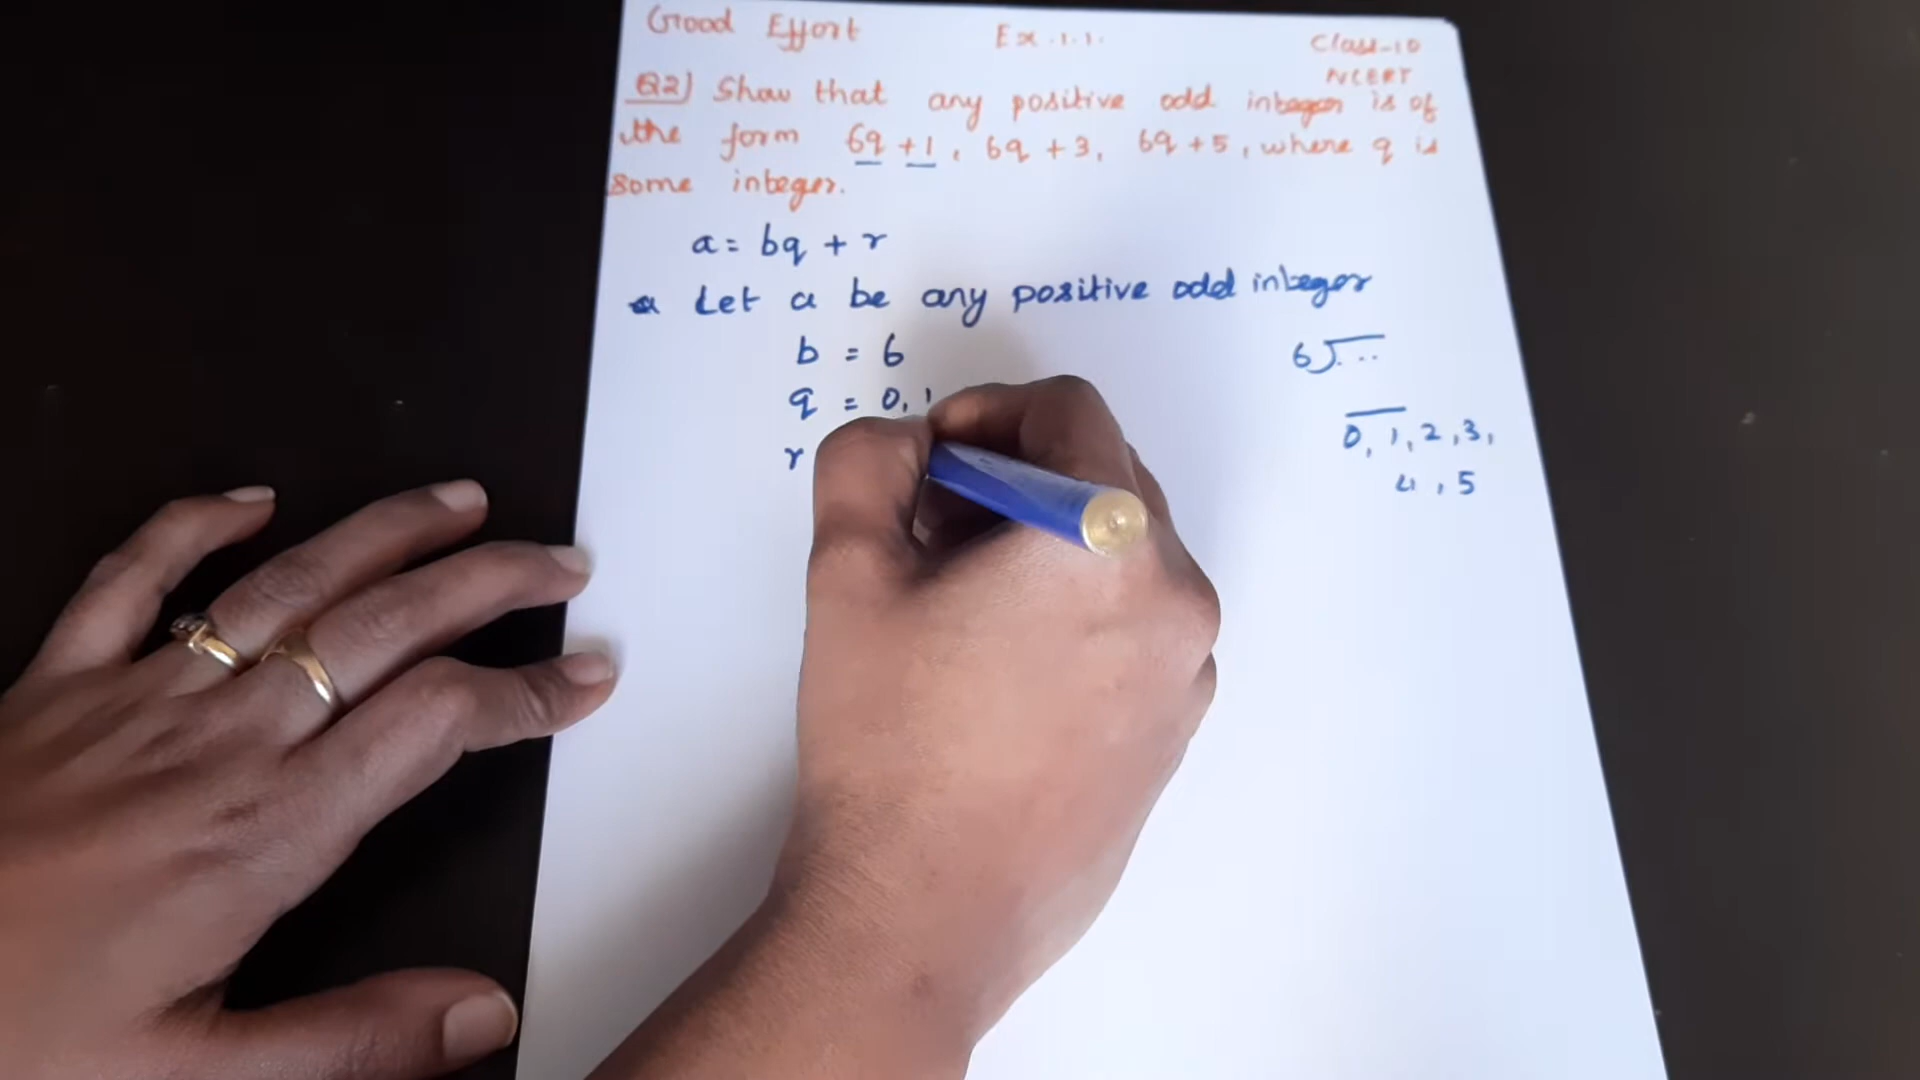 Good Effort Ex.1.1. Class-10
NCERT
Q2) Show that any positive odd integer is of
the form 6q+1, 6q+3, 6q+5, where q is
some integer.
a = bq + r
Let a be any positive odd integer
b = 6
q = 0, 1
r
6
0, 1, 2, 3,
4, 5